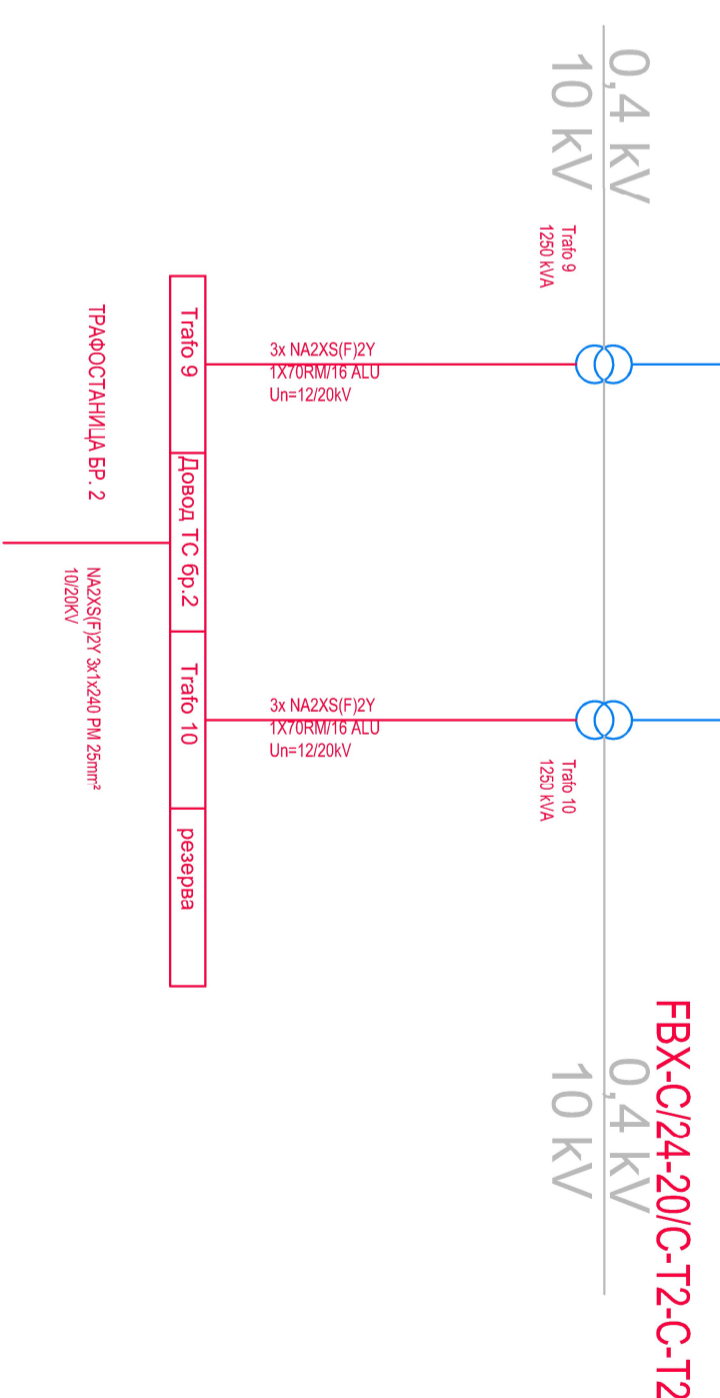 0,4 kV
10 kV
Trafo 9
1250 kVA
3x NA2XS(F)2Y
1X70RM/16 ALU
Un=12/20kV
Trafo 9
Довод ТС бр.2
Trafo 10
резерва
ТРАФОСТАНИЦА БР. 2
NA2XS(F)2Y 3x1x240 РМ 25mm²
10/20KV
3x NA2XS(F)2Y
1X70RM/16 ALU
Un=12/20kV
Trafo 10
1250 kVA
0,4 kV
10 kV
FBX-C/24-20/C-T2-C-T2